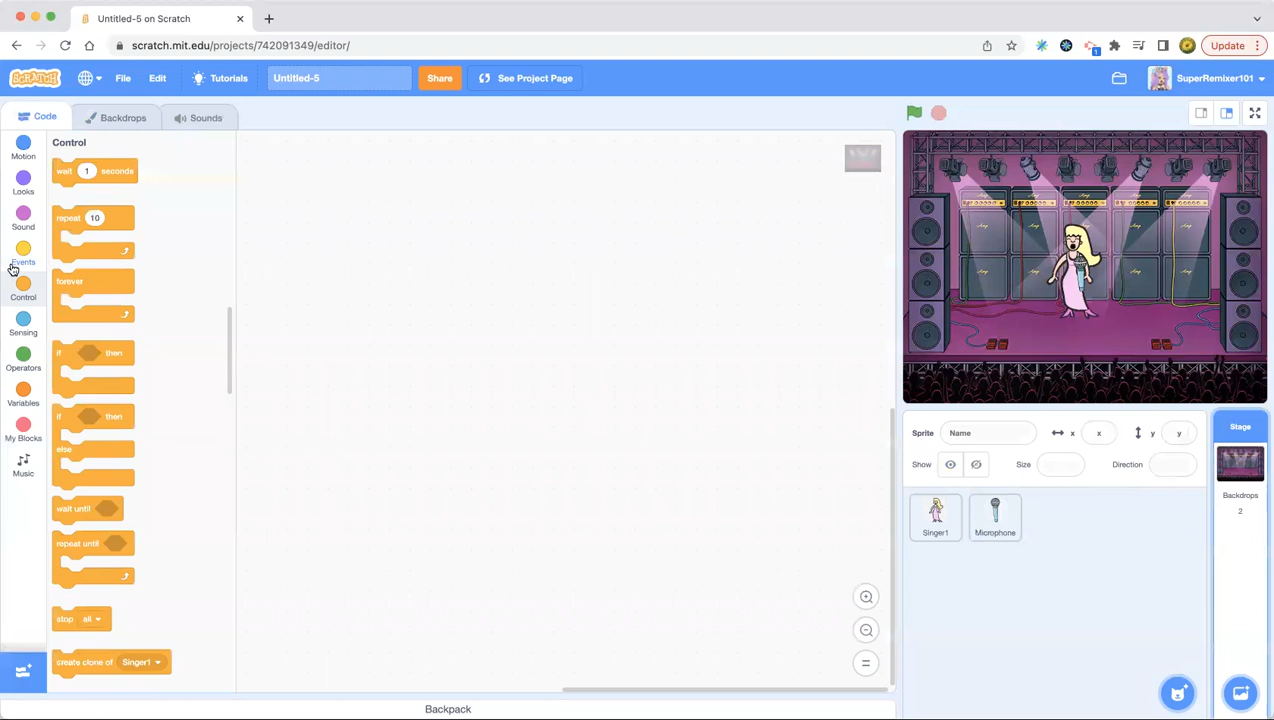 Untitled-5 on Scratch
scratch.mit.edu/projects/742091349/editor/
1
Update
SCRATCH
File
Edit
Tutorials
Untitled-5
Share
See Project Page
SuperRemixer101
Code
Backdrops
Sounds
Motion
Looks
Sound
Events
Control
Sensing
Operators
Variables
My Blocks
Music
Control
wait 1 seconds
repeat 10
forever
if then
if then
else
wait until
repeat until
stop all
create clone of Singer1
Sprite Name x x y y
Show Size Direction
Singer1
Microphone
Stage
Backdrops
2
Backpack